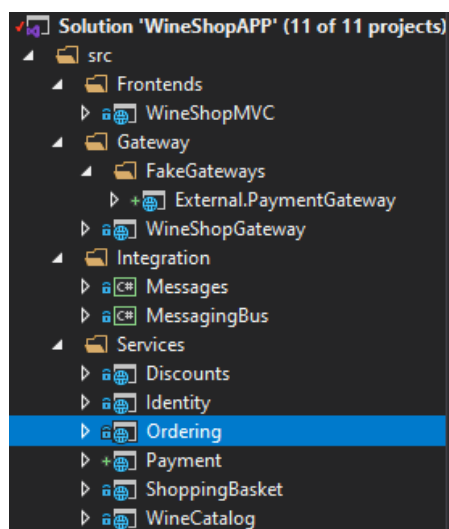 Solution 'WineShopAPP' (11 of 11 projects)
src
Frontends
WineShopMVC
Gateway
FakeGateways
External.PaymentGateway
WineShopGateway
Integration
C# Messages
C# MessagingBus
Services
Discounts
Identity
Ordering
Payment
ShoppingBasket
WineCatalog